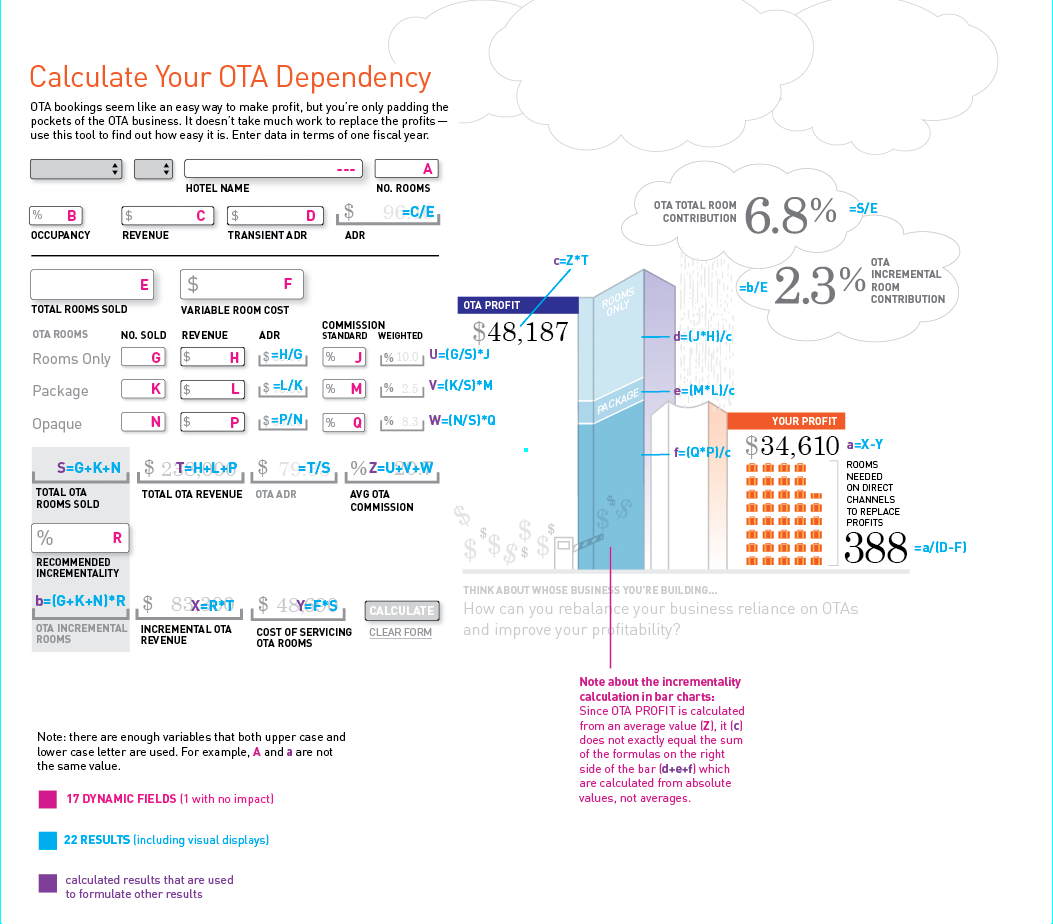 Calculate Your OTA Dependency
OTA bookings seem like an easy way to make profit, but you're only padding the
pockets of the OTA business. It doesn't take much work to replace the profits —
use this tool to find out how easy it is. Enter data in terms of one fiscal year.
---
A
HOTEL NAME
NO. ROOMS
% B
$ C
$ D
$ =C/E
OCCUPANCY
REVENUE
TRANSIENT ADR
ADR
E
$ F
TOTAL ROOMS SOLD
VARIABLE ROOM COST
OTA ROOMS
NO. SOLD
REVENUE
ADR
COMMISSION
STANDARD
WEIGHTED
Rooms Only G $ H $ =H/G % J % 10.0 U=(G/S)*J
Package K $ L $ =L/K % M % 2.5 V=(K/S)*M
Opaque N $ P $ =P/N % Q % 8.3 W=(N/S)*Q
S=G+K+N
$ T=H+L+P
$ =T/S
% Z=U+V+W
TOTAL OTA
ROOMS SOLD
TOTAL OTA REVENUE
OTA ADR
AVG OTA
COMMISSION
% R
RECOMMENDED
INCREMENTALITY
b=(G+K+N)*R
$ X=R*T
$ Y=F*S
CALCULATE
OTA INCREMENTAL
ROOMS
INCREMENTAL OTA
REVENUE
COST OF SERVICING
OTA ROOMS
CLEAR FORM
OTA TOTAL ROOM
CONTRIBUTION
6.8%
=S/E
=b/E
2.3%
OTA
INCREMENTAL
ROOM
CONTRIBUTION
c=Z*T
OTA PROFIT
$48,187
ROOMS
ONLY
d=(J*H)/c
PACKAGE
e=(M*L)/c
f=(Q*P)/c
YOUR PROFIT
$34,610
a=X-Y
ROOMS
NEEDED
ON DIRECT
CHANNELS
TO REPLACE
PROFITS
388
=a/(D-F)
THINK ABOUT WHOSE BUSINESS YOU'RE BUILDING...
How can you rebalance your business reliance on OTAs
and improve your profitability?
Note about the incrementality
calculation in bar charts:
Since OTA PROFIT is calculated
from an average value (Z), it (c)
does not exactly equal the sum
of the formulas on the right
side of the bar (d+e+f) which
are calculated from absolute
values, not averages.
Note: there are enough variables that both upper case and
lower case letter are used. For example, A and a are not
the same value.
17 DYNAMIC FIELDS (1 with no impact)
22 RESULTS (including visual displays)
calculated results that are used
to formulate other results